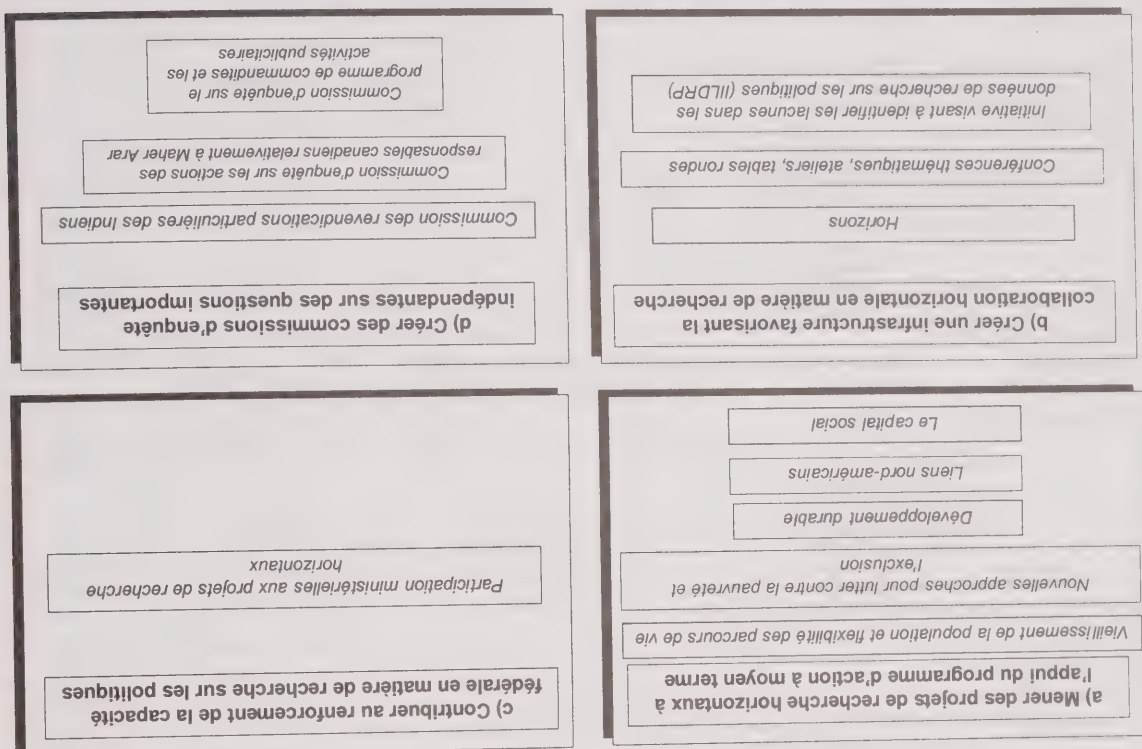 a) Mener des projets de recherche horizontaux à
l'appui du programme d'action à moyen terme
Vieillissement de la population et flexibilité des parcours de vie
Nouvelles approches pour lutter contre la pauvreté et
l'exclusion
Développement durable
Liens nord-américains
Le capital social
c) Contribuer au renforcement de la capacité
fédérale en matière de recherche sur les politiques
Participation ministérielles aux projets de recherche
horizontaux
b) Créer une infrastructure favorisant la
collaboration horizontale en matière de recherche
Horizons
Conférences thématiques, ateliers, tables rondes
Initiative visant à identifier les lacunes dans les
données de recherche sur les politiques (IILDRP)
d) Créer des commissions d'enquête
indépendantes sur des questions importantes
Commission des revendications particulières des Indiens
Commission d'enquête sur les actions des
responsables canadiens relativement à Maher Arar
Commission d'enquête sur le
programme de commandites et les
activités publicitaires